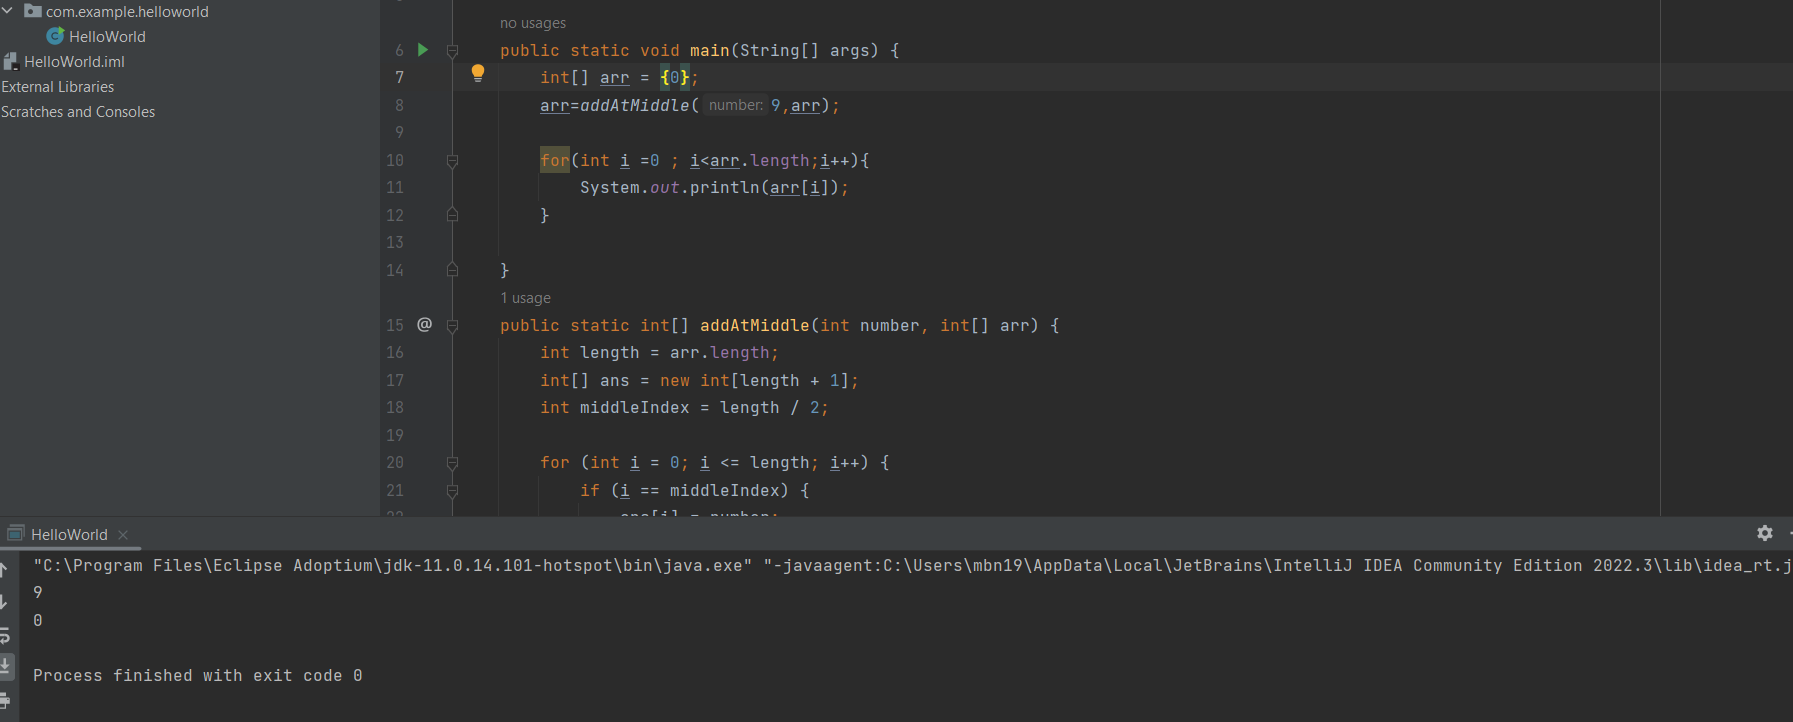 com.example.helloworld
HelloWorld
HelloWorld.iml
External Libraries
Scratches and Consoles
no usages
6 public static void main(String[] args) {
7 int[] arr = {0};
8 arr=addAtMiddle( number: 9,arr);
9
10 for(int i =0 ; i<arr.length;i++){
11 System.out.println(arr[i]);
12 }
13
14 }
1 usage
15 @ public static int[] addAtMiddle(int number, int[] arr) {
16 int length = arr.length;
17 int[] ans = new int[length + 1];
18 int middleIndex = length / 2;
19
20 for (int i = 0; i <= length; i++) {
21 if (i == middleIndex) {
HelloWorld
"C:\Program Files\Eclipse Adoptium\jdk-11.0.14.101-hotspot\bin\java.exe" "-javaagent:C:\Users\mbn19\AppData\Local\JetBrains\IntelliJ IDEA Community Edition 2022.3\lib\idea_rt.j
9
0
Process finished with exit code 0